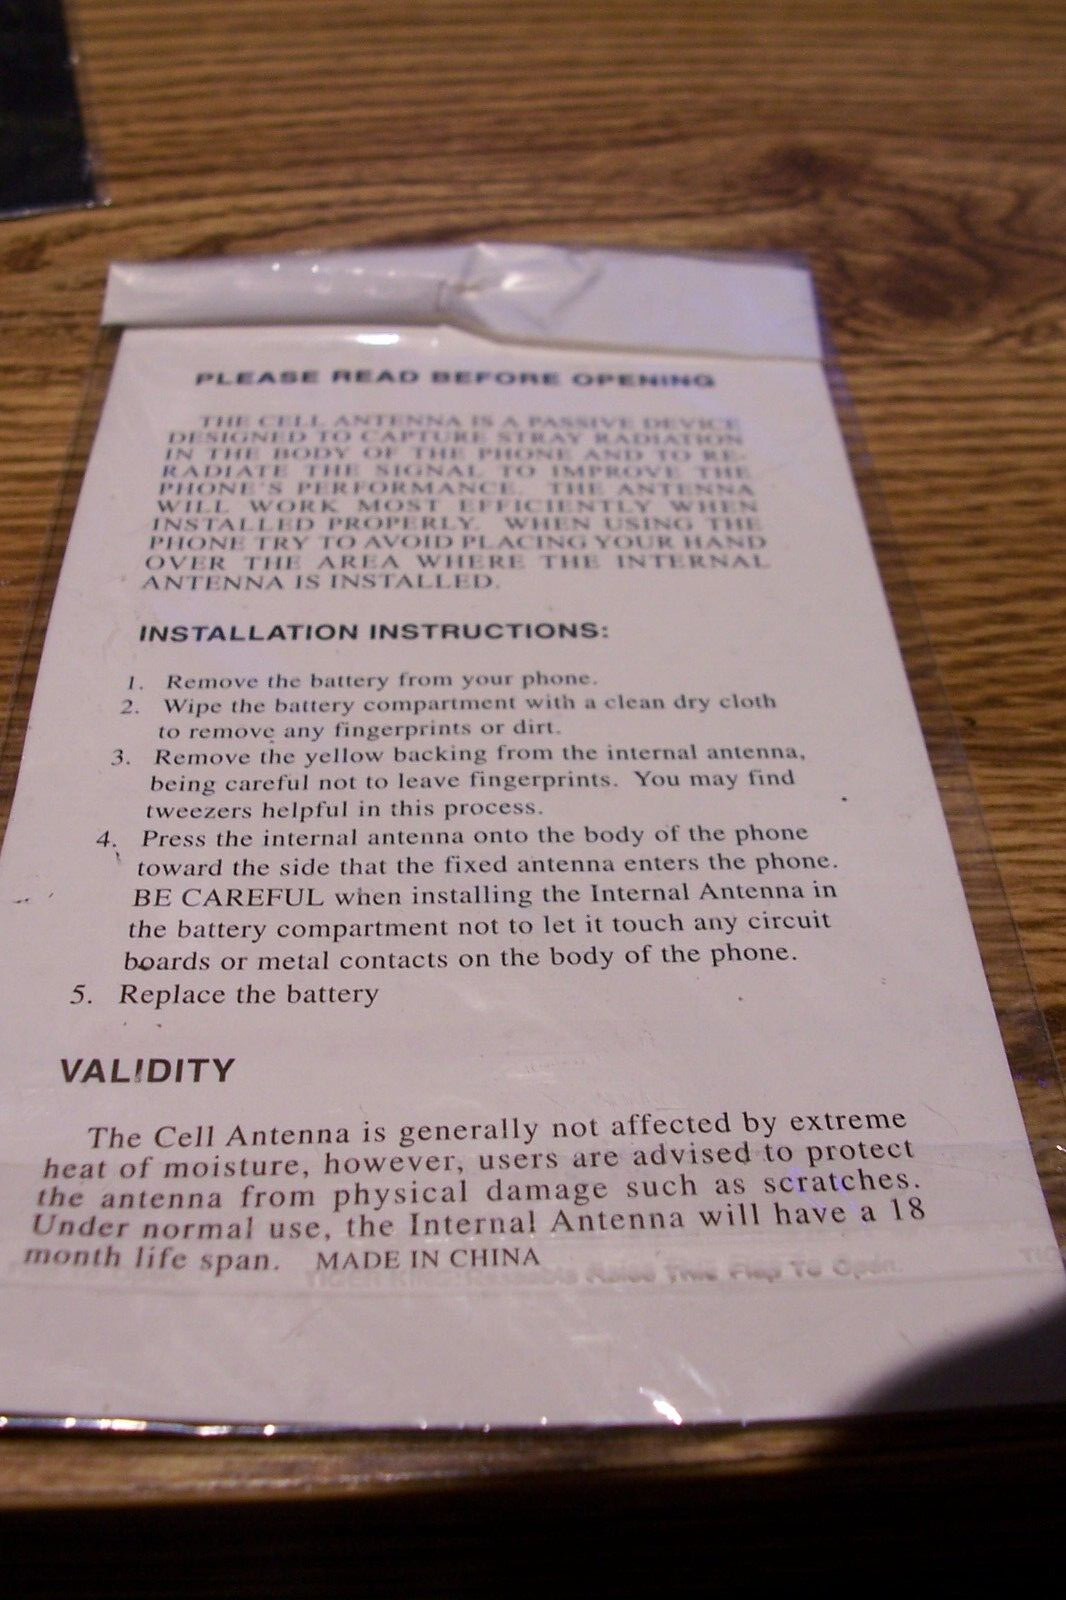 PLEASE READ BEFORE OPENING
THE CELL ANTENNA IS A PASSIVE DEVICE
DESIGNED TO CAPTURE STRAY RADIATION
IN THE BODY OF THE PHONE AND TO RE-
RADIATE THE SIGNAL TO IMPROVE THE
PHONE'S PERFORMANCE. THE ANTENNA
WILL WORK MOST EFFICIENTLY WHEN
INSTALLED PROPERLY. WHEN USING THE
PHONE TRY TO AVOID PLACING YOUR HAND
OVER THE AREA WHERE THE INTERNAL
ANTENNA IS INSTALLED.
INSTALLATION INSTRUCTIONS:
1. Remove the battery from your phone.
2. Wipe the battery compartment with a clean dry cloth
to remove any fingerprints or dirt.
3. Remove the yellow backing from the internal antenna,
being careful not to leave fingerprints. You may find
tweezers helpful in this process.
4. Press the internal antenna onto the body of the phone
toward the side that the fixed antenna enters the phone.
BE CAREFUL when installing the Internal Antenna in
the battery compartment not to let it touch any circuit
boards or metal contacts on the body of the phone.
5. Replace the battery
VALIDITY
The Cell Antenna is generally not affected by extreme
heat of moisture, however, users are advised to protect
the antenna from physical damage such as scratches.
Under normal use, the Internal Antenna will have a 18
month life span. MADE IN CHINA
Raise This Flap To Open